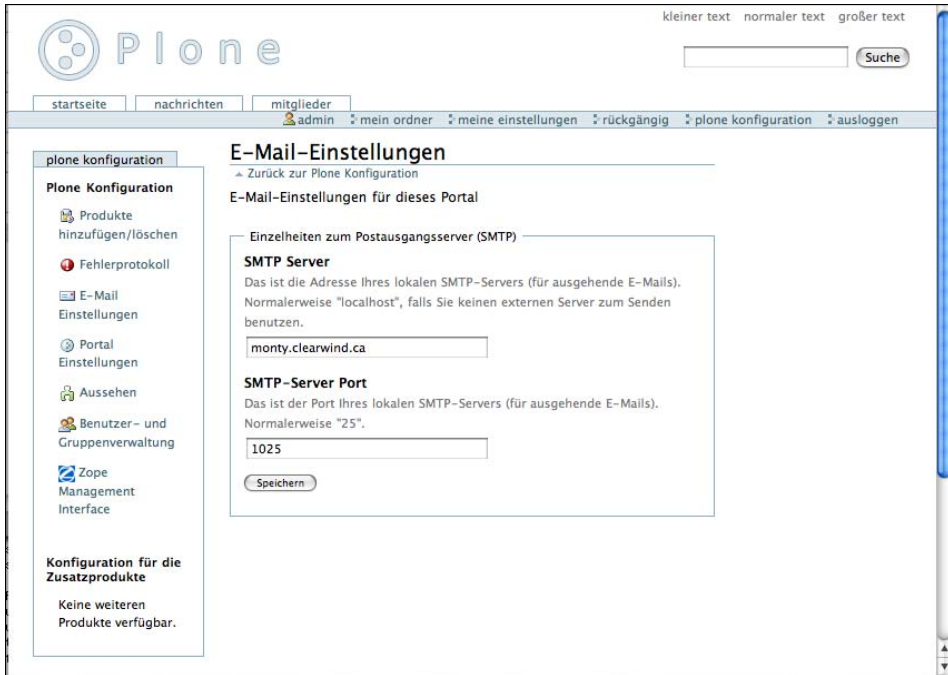 kleiner text normaler text großer text
Plone
Suche
startseite nachrichten mitglieder
admin mein ordner meine einstellungen rückgängig plone konfiguration ausloggen
plone konfiguration
Plone Konfiguration
Produkte
hinzufügen/löschen
Fehlerprotokoll
E-Mail
Einstellungen
Portal
Einstellungen
Aussehen
Benutzer- und
Gruppenverwaltung
Zope
Management
Interface
Konfiguration für die
Zusatzprodukte
Keine weiteren
Produkte verfügbar.
E-Mail-Einstellungen
Zurück zur Plone Konfiguration
E-Mail-Einstellungen für dieses Portal
Einzelheiten zum Postausgangsserver (SMTP)
SMTP Server
Das ist die Adresse Ihres lokalen SMTP-Servers (für ausgehende E-Mails).
Normalerweise "localhost", falls Sie keinen externen Server zum Senden
benutzen.
monty.clearwind.ca
SMTP-Server Port
Das ist der Port Ihres lokalen SMTP-Servers (für ausgehende E-Mails).
Normalerweise "25".
1025
Speichern